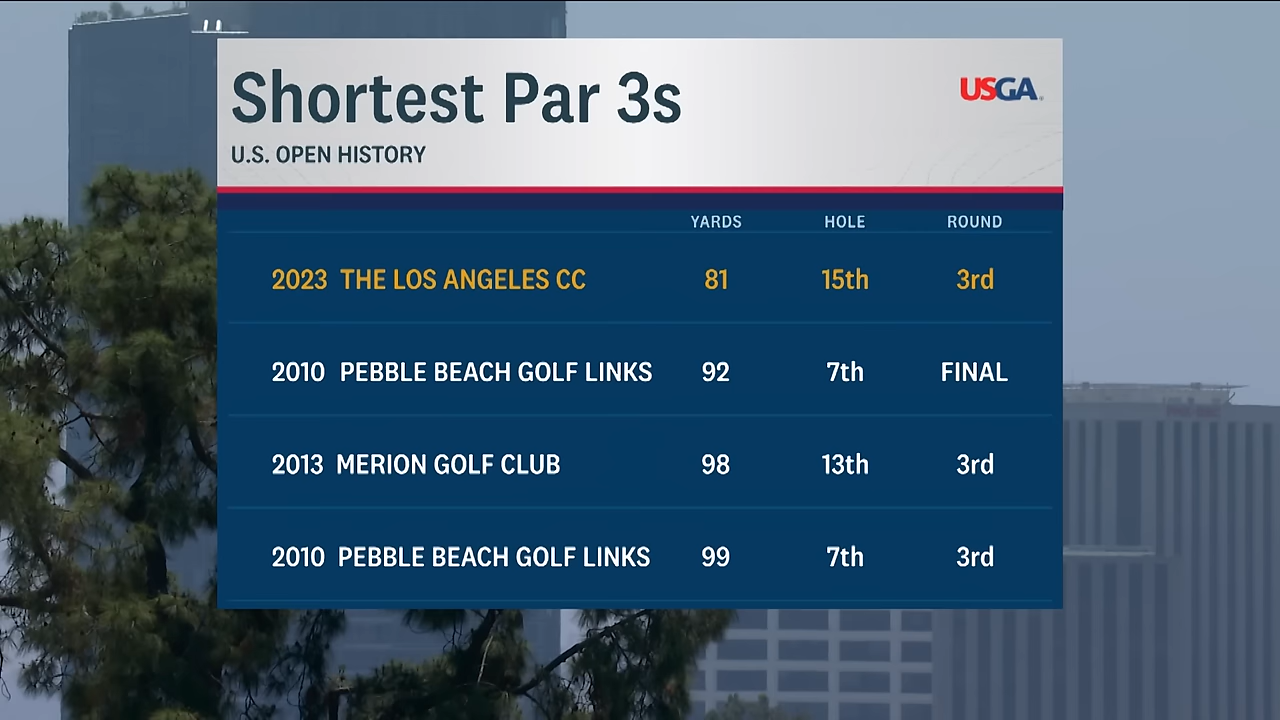 Shortest Par 3s
USGA
U.S. OPEN HISTORY
YARDS HOLE ROUND
2023 THE LOS ANGELES CC 81 15th 3rd
2010 PEBBLE BEACH GOLF LINKS 92 7th FINAL
2013 MERION GOLF CLUB 98 13th 3rd
2010 PEBBLE BEACH GOLF LINKS 99 7th 3rd